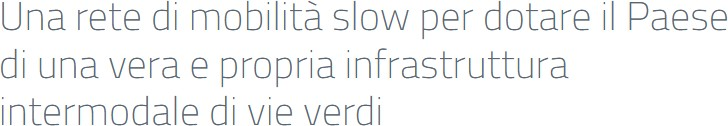 Una rete di mobilità slow per dotare il Paese
di una vera e propria infrastruttura
intermodale di vie verdi